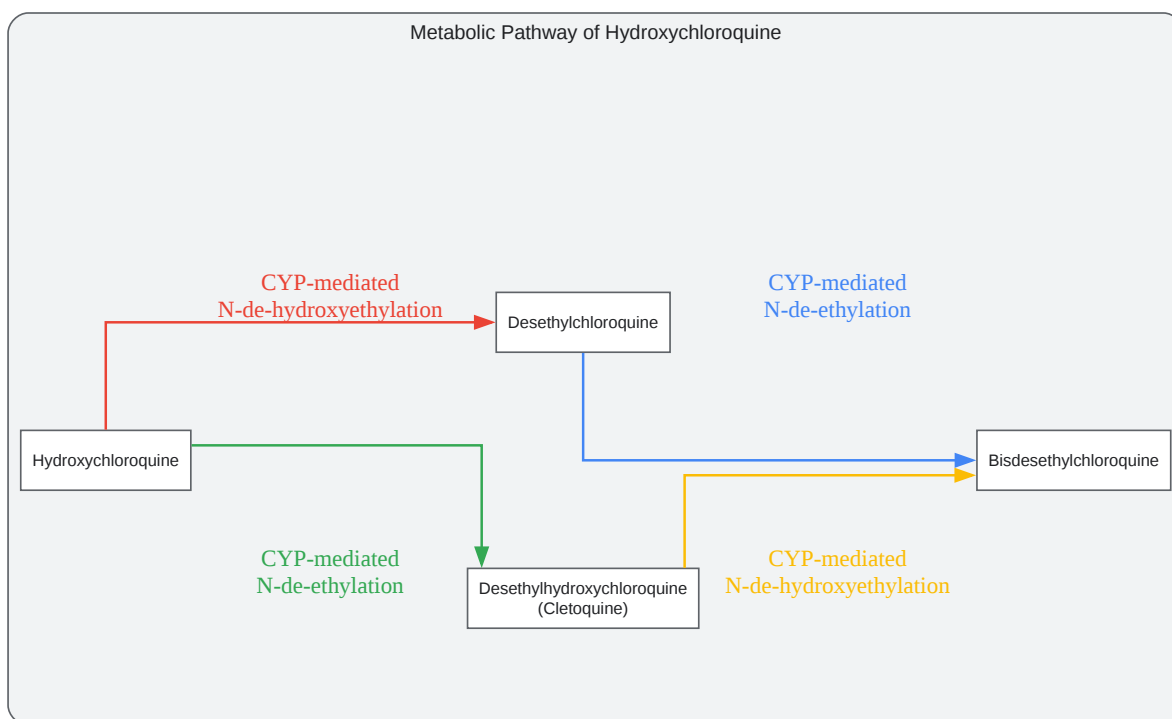 Metabolic Pathway of Hydroxychloroquine
CYP-mediated
N-de-hydroxyethylation
CYP-mediated
N-de-ethylation
Desethylchloroquine
Hydroxychloroquine
Bisdesethylchloroquine
CYP-mediated
N-de-ethylation
Desethylhydroxychloroquine
(Cletoquine)
CYP-mediated
N-de-hydroxyethylation